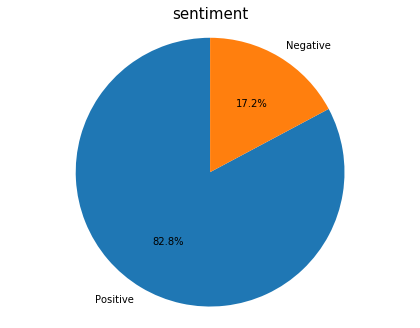 sentiment
Negative
17.2%
82.8%
Positive